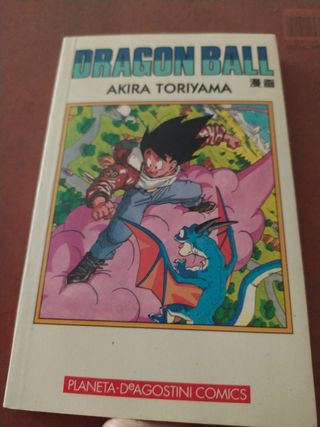 DRAGON BALL
AKIRA TORIYAMA
漫画
PLANETA-DeAGOSTINI COMICS